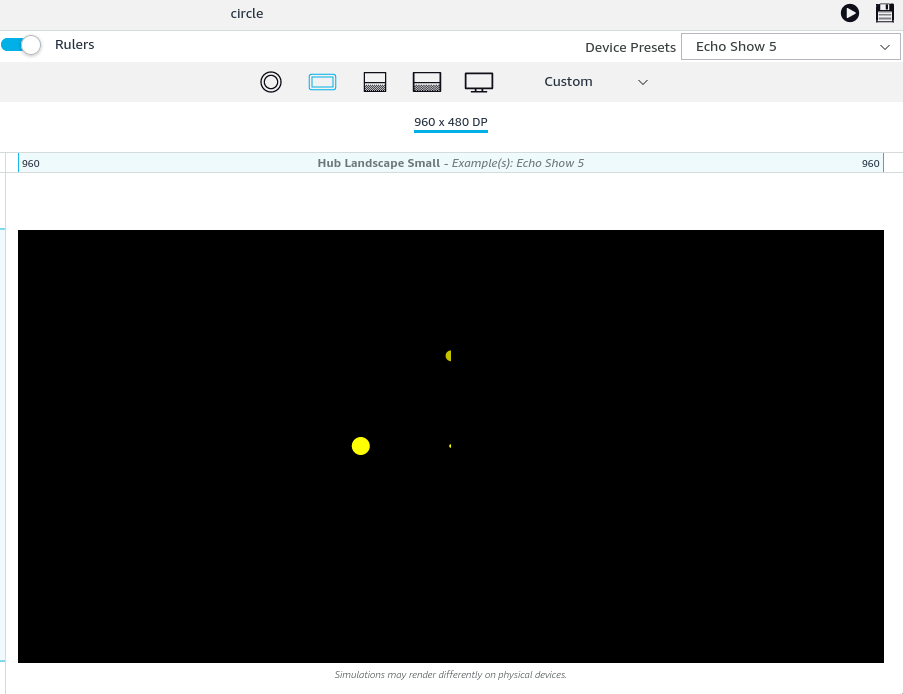 circle
Rulers
Device Presets
Echo Show 5
Custom
960 x 480 DP
960
Hub Landscape Small - Example(s): Echo Show 5
960
Simulations may render differently on physical devices.